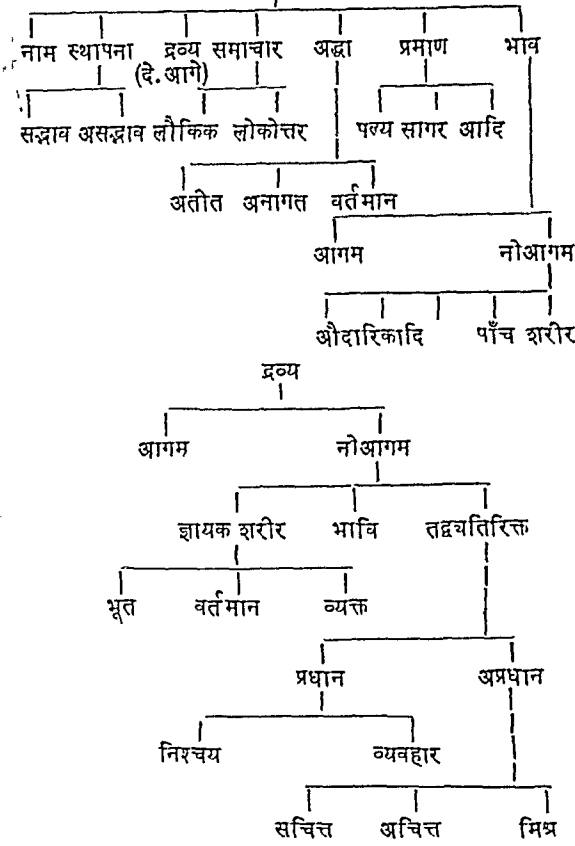 नाम स्थापना द्रव्य समाचार अद्धा प्रमाण भाव
(दे. आगे)
सद्भाव असद्भाव लौकिक लोकोत्तर पल्य सागर आदि
अतीत अनागत वर्तमान
आगम नोआगम
औदारिकादि पाँच शरीर
द्रव्य
आगम नोआगम
ज्ञायक शरीर भावि तद्व्यतिरिक्त
भूत वर्तमान व्यक्त
प्रधान अप्रधान
निश्चय व्यवहार
सचित्त अचित्त मिश्र